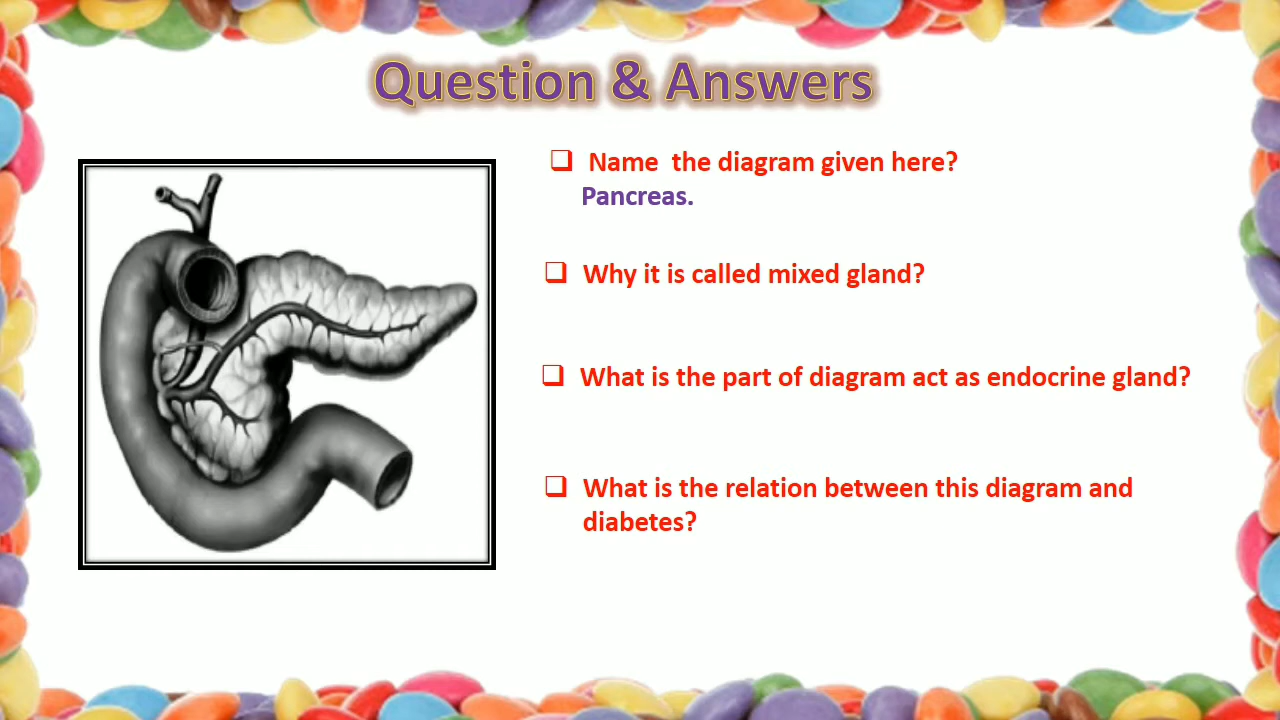 Question & Answers
Name the diagram given here?
Pancreas.
Why it is called mixed gland?
What is the part of diagram act as endocrine gland?
What is the relation between this diagram and
diabetes?